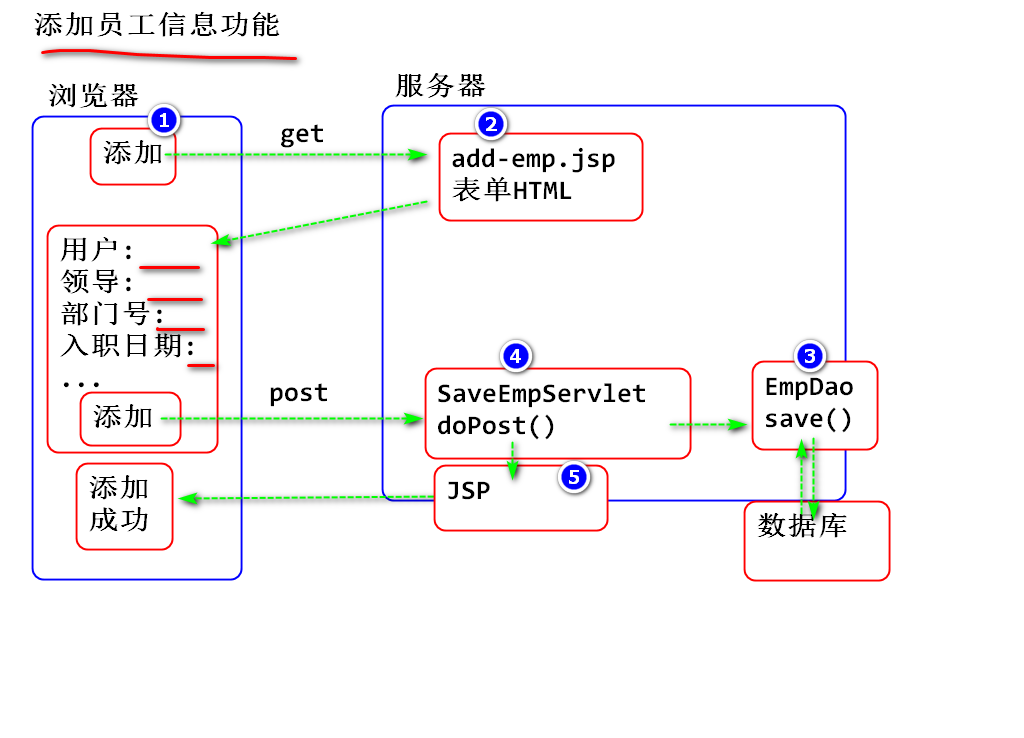 添加员工信息功能
浏览器
服务器
1
添加
get
2
add-emp.jsp
表单HTML
用户:
领导:
部门号:
入职日期:
...
添加
post
4
SaveEmpServlet
doPost()
3
EmpDao
save()
添加
成功
5
JSP
数据库